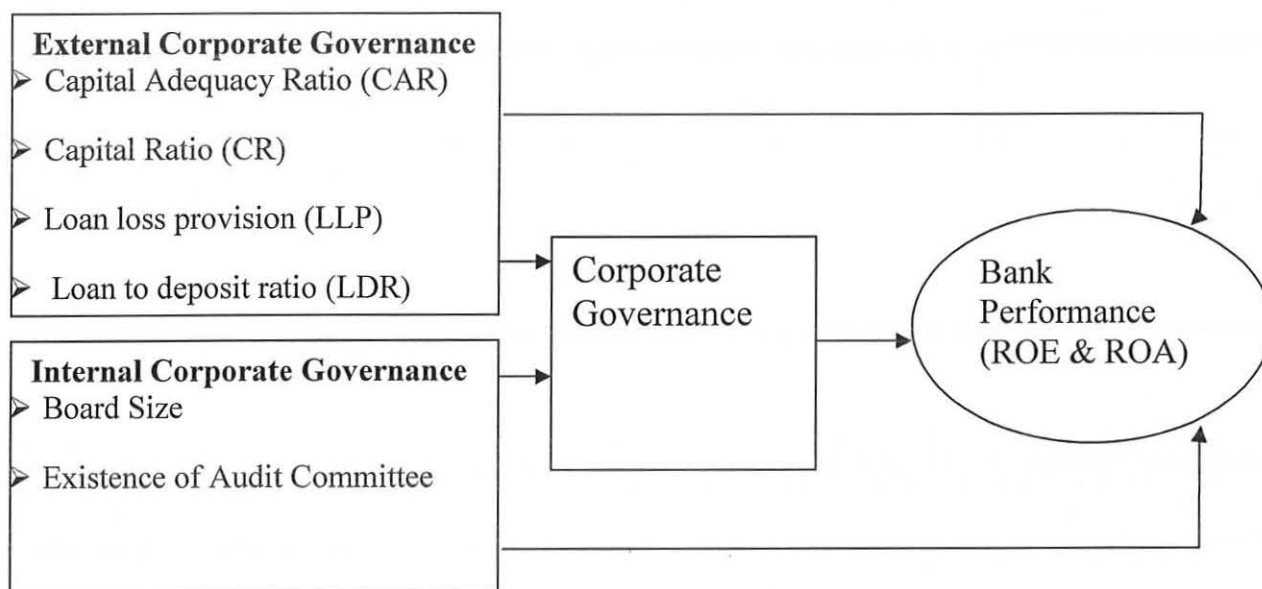 External Corporate Governance
➢ Capital Adequacy Ratio (CAR)
➢ Capital Ratio (CR)
➢ Loan loss provision (LLP)
➢ Loan to deposit ratio (LDR)
Internal Corporate Governance
➢ Board Size
➢ Existence of Audit Committee
Corporate
Governance
Bank
Performance
(ROE & ROA)